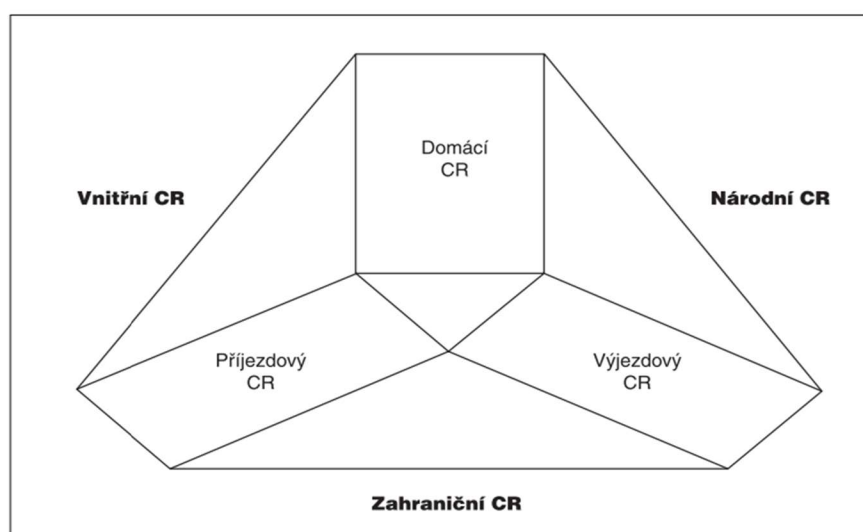 Domácí
CR
Vnitřní CR
Národní CR
Příjezdový
CR
Výjezdový
CR
Zahraniční CR